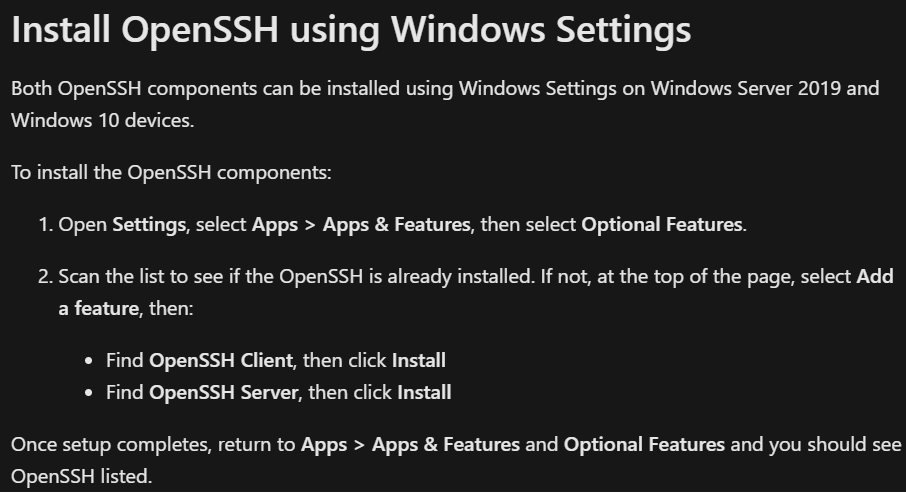 Install OpenSSH using Windows Settings
Both OpenSSH components can be installed using Windows Settings on Windows Server 2019 and
Windows 10 devices.
To install the OpenSSH components:
1. Open Settings, select Apps > Apps & Features, then select Optional Features.
2. Scan the list to see if the OpenSSH is already installed. If not, at the top of the page, select Add
a feature, then:
• Find OpenSSH Client, then click Install
• Find OpenSSH Server, then click Install
Once setup completes, return to Apps > Apps & Features and Optional Features and you should see
OpenSSH listed.